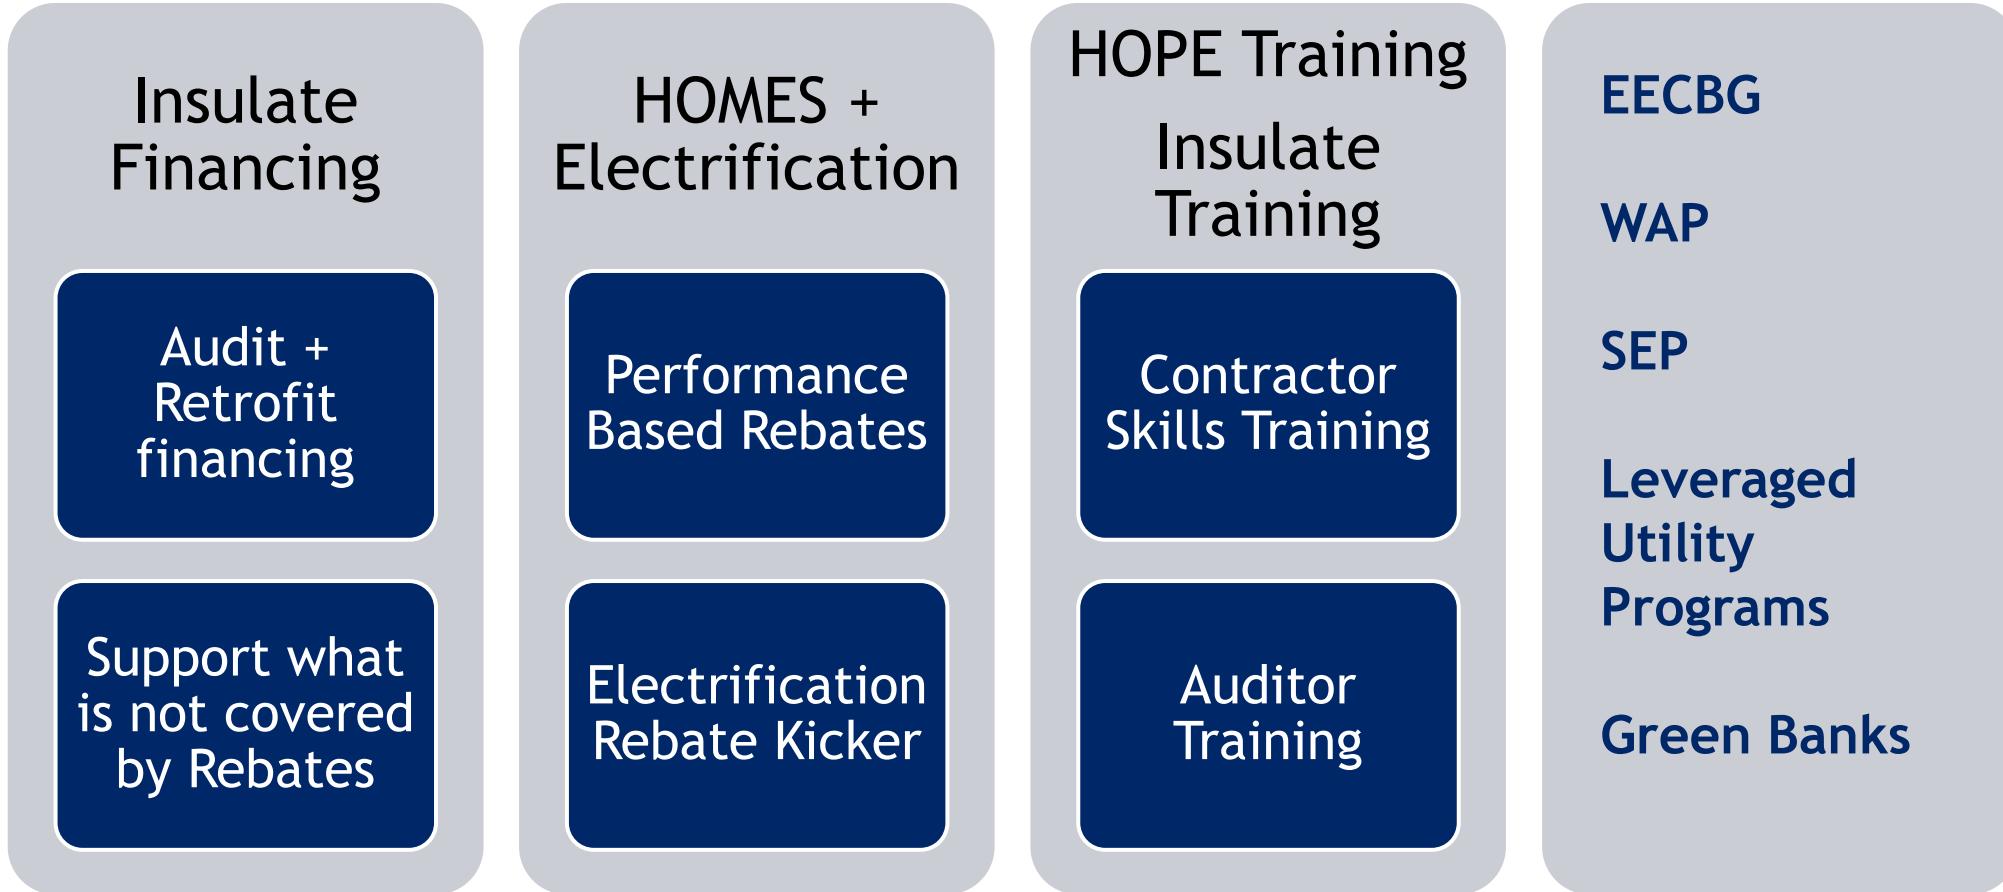 Insulate
Financing
Audit +
Retrofit
financing
Support what
is not covered
by Rebates
HOMES +
Electrification
Performance
Based Rebates
Electrification
Rebate Kicker
HOPE Training
Insulate
Training
Contractor
Skills Training
Auditor
Training
EECBG
WAP
SEP
Leveraged
Utility
Programs
Green Banks